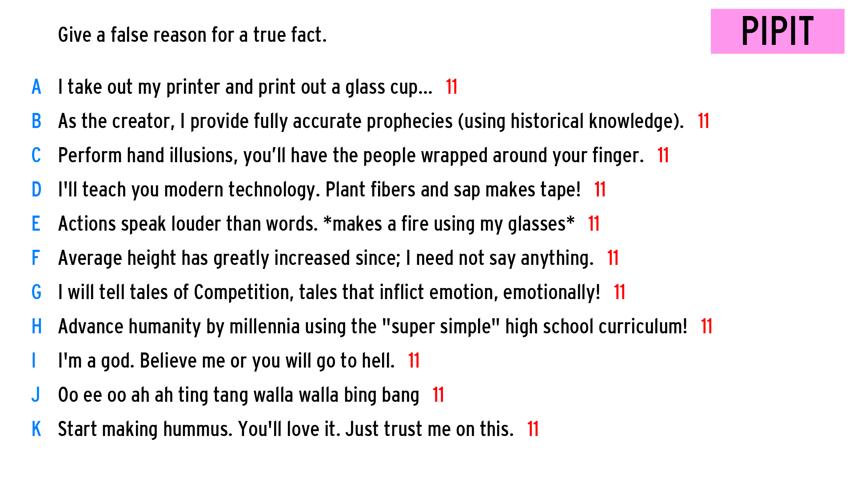 Give a false reason for a true fact.
PIPIT
A I take out my printer and print out a glass cup... 11
B As the creator, I provide fully accurate prophecies (using historical knowledge). 11
C Perform hand illusions, you'll have the people wrapped around your finger. 11
D I'll teach you modern technology. Plant fibers and sap makes tape! 11
E Actions speak louder than words. *makes a fire using my glasses* 11
F Average height has greatly increased since; I need not say anything. 11
G I will tell tales of Competition, tales that inflict emotion, emotionally! 11
H Advance humanity by millennia using the "super simple" high school curriculum! 11
I I'm a god. Believe me or you will go to hell. 11
J Oo ee oo ah ah ting tang walla walla bing bang 11
K Start making hummus. You'll love it. Just trust me on this. 11